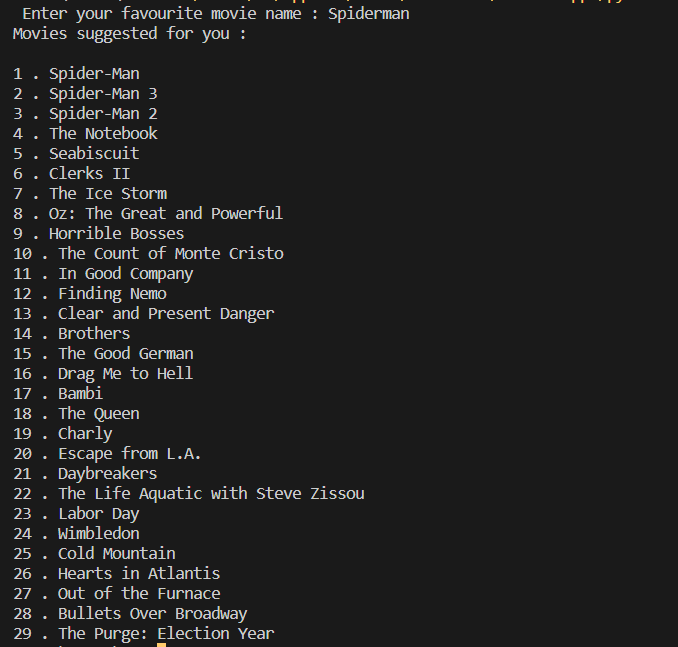 Enter your favourite movie name : Spiderman
Movies suggested for you :
1 . Spider-Man
2 . Spider-Man 3
3 . Spider-Man 2
4 . The Notebook
5 . Seabiscuit
6 . Clerks II
7 . The Ice Storm
8 . Oz: The Great and Powerful
9 . Horrible Bosses
10 . The Count of Monte Cristo
11 . In Good Company
12 . Finding Nemo
13 . Clear and Present Danger
14 . Brothers
15 . The Good German
16 . Drag Me to Hell
17 . Bambi
18 . The Queen
19 . Charly
20 . Escape from L.A.
21 . Daybreakers
22 . The Life Aquatic with Steve Zissou
23 . Labor Day
24 . Wimbledon
25 . Cold Mountain
26 . Hearts in Atlantis
27 . Out of the Furnace
28 . Bullets Over Broadway
29 . The Purge: Election Year